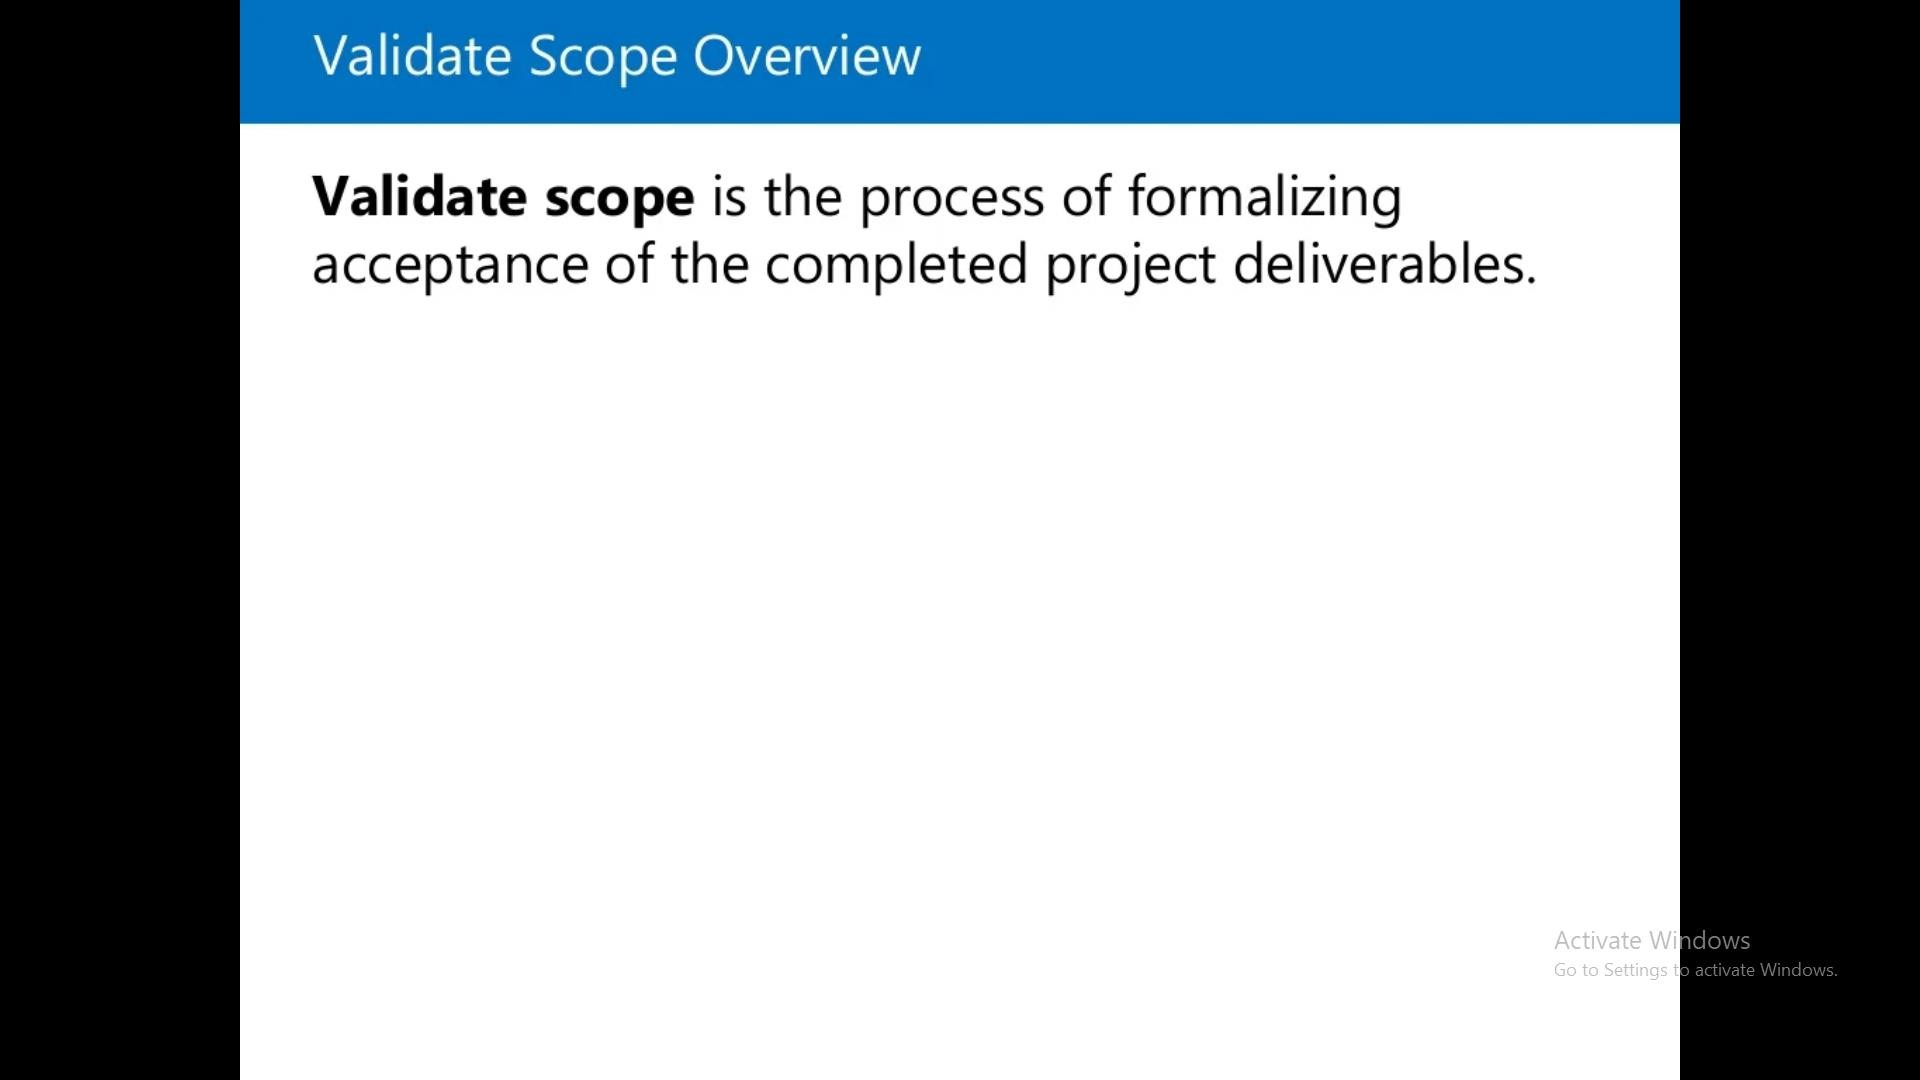 Validate Scope Overview
Validate scope is the process of formalizing
acceptance of the completed project deliverables.
Activate Windows
Go to Settings to activate Windows.